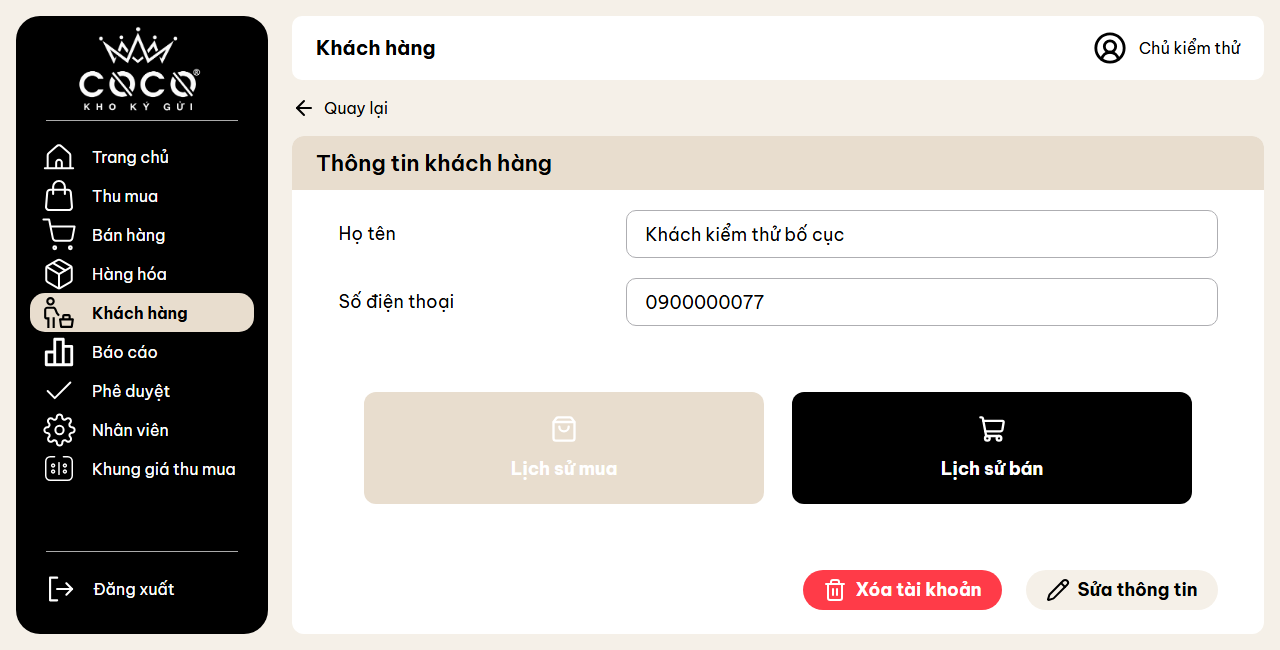 COCO®
KHO KÝ GỬI
Trang chủ
Thu mua
Bán hàng
Hàng hóa
Khách hàng
Báo cáo
Phê duyệt
Nhân viên
Khung giá thu mua
Đăng xuất
Khách hàng
Chủ kiểm thử
Quay lại
Thông tin khách hàng
Họ tên
Khách kiểm thử bố cục
Số điện thoại
0900000077
Lịch sử mua
Lịch sử bán
Xóa tài khoản
Sửa thông tin